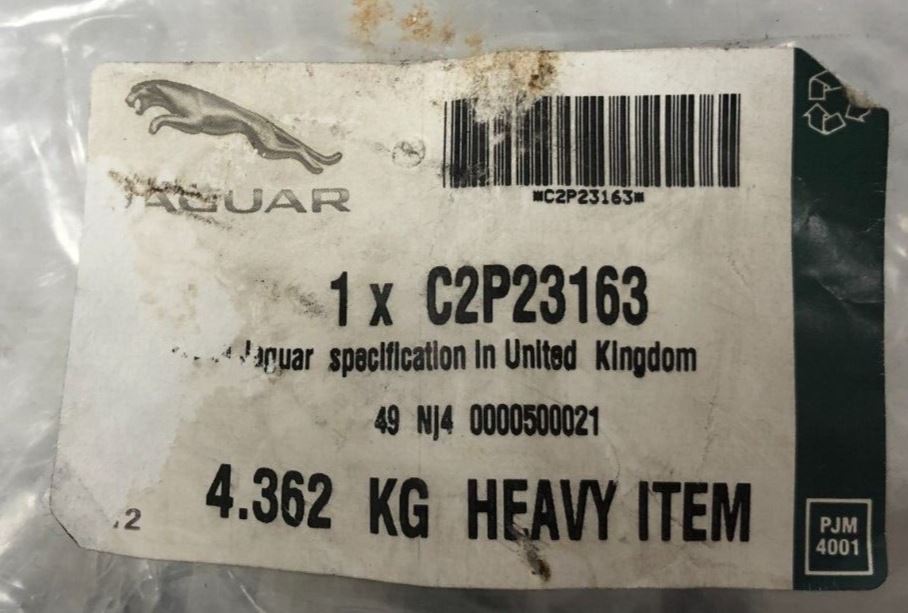 JAGUAR
*C2P23163*
1 x C2P23163
Jaguar specification in United Kingdom
49 NJ4 0000500021
4.362 KG HEAVY ITEM
PJM
4001